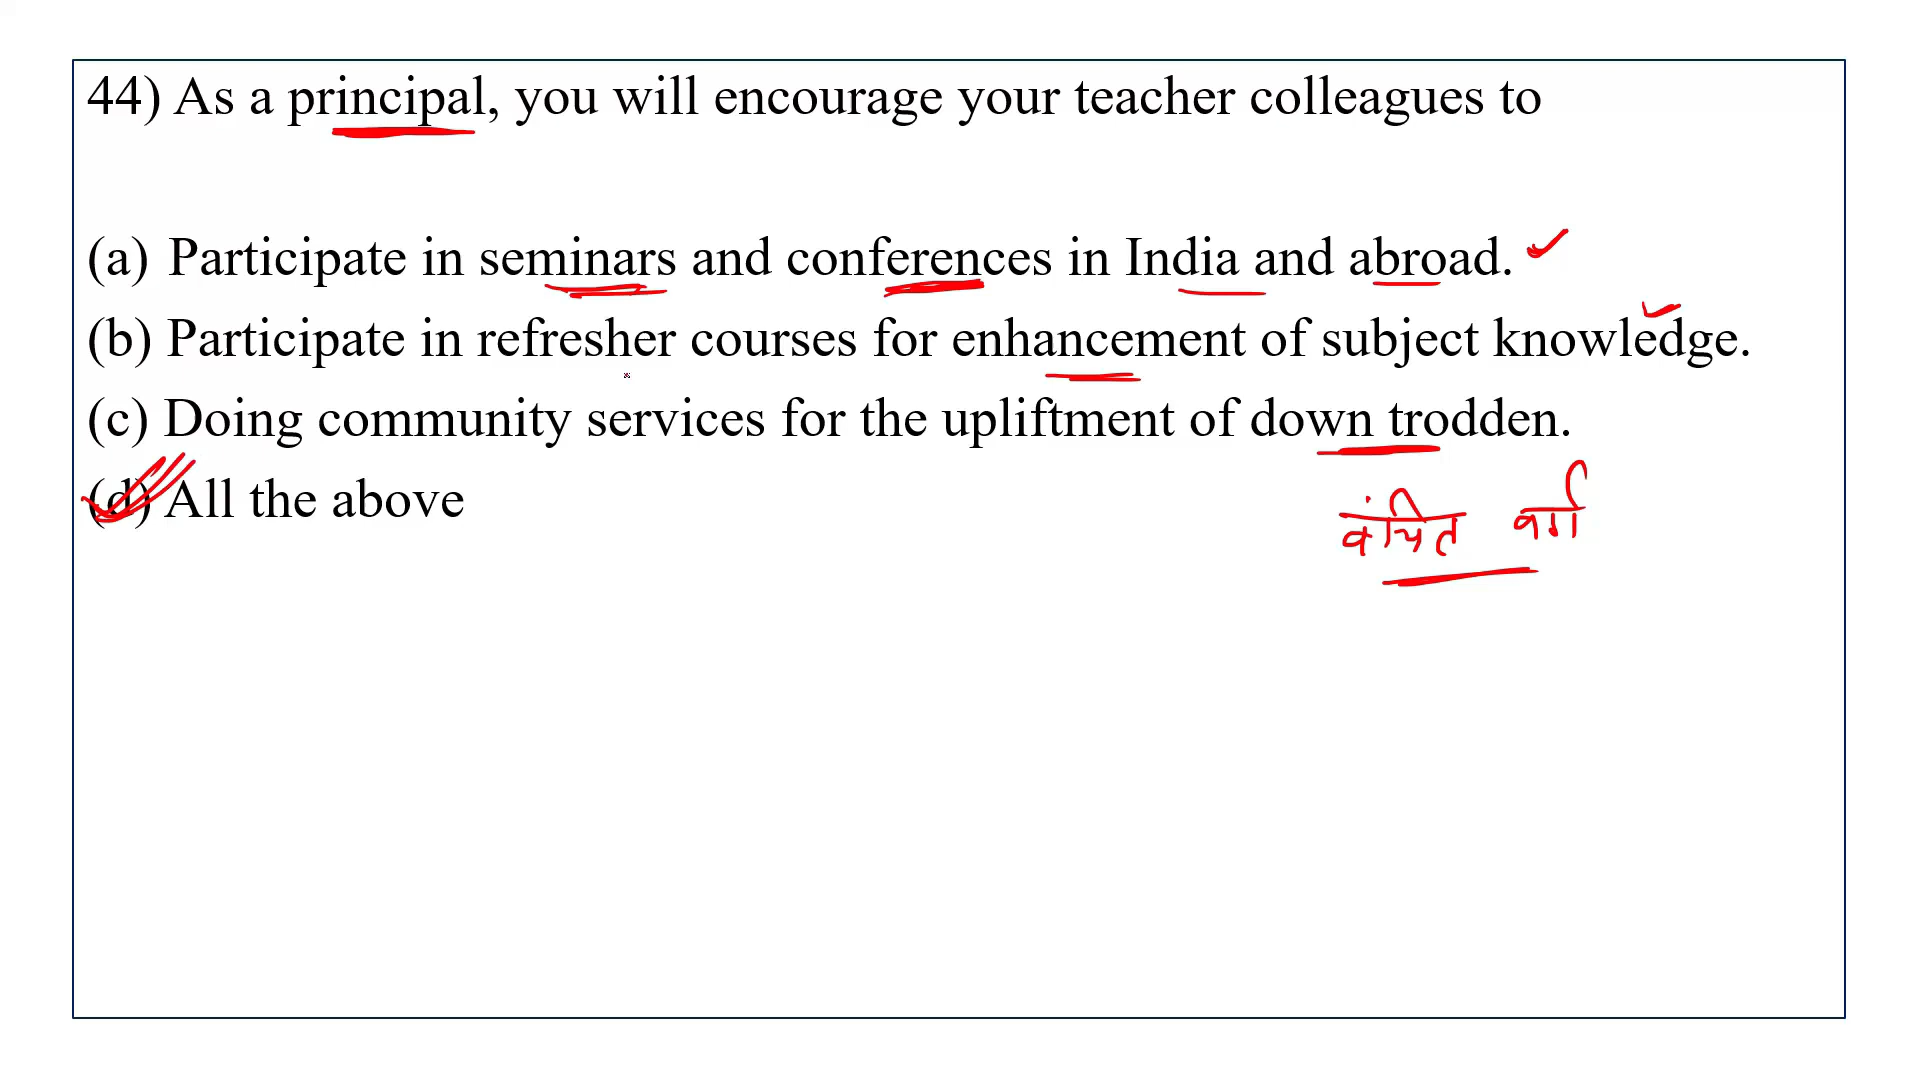 44) As a principal, you will encourage your teacher colleagues to
(a) Participate in seminars and conferences in India and abroad.
(b) Participate in refresher courses for enhancement of subject knowledge.
(c) Doing community services for the upliftment of down trodden.
(d) All the above
वंचित वर्ग